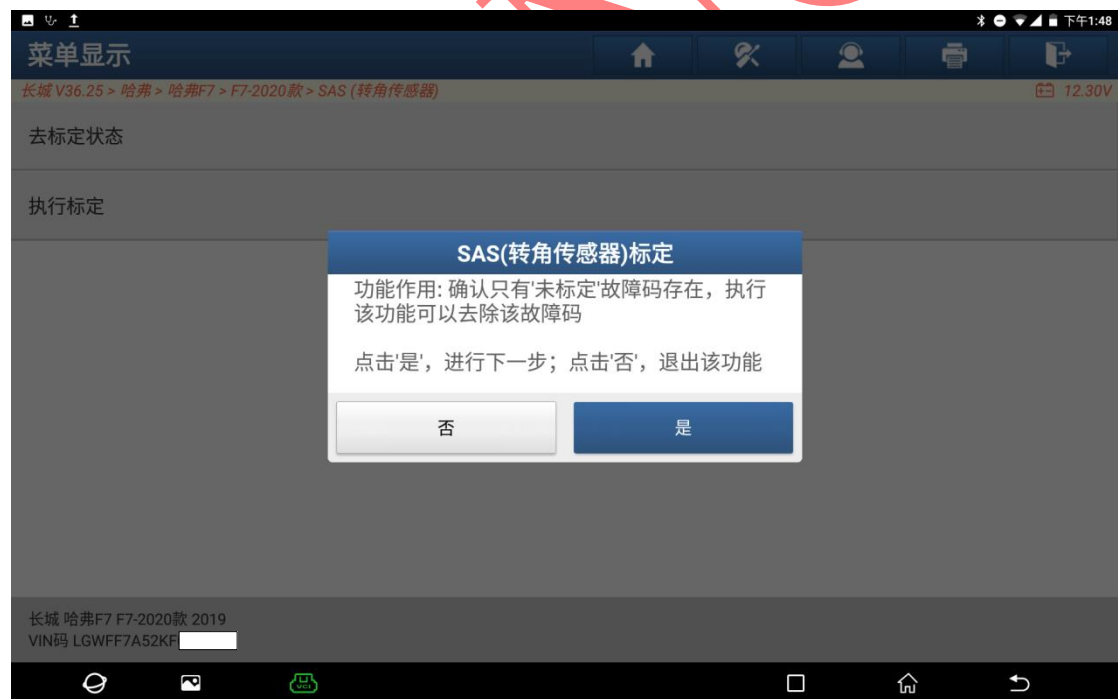 下午1:48
菜单显示
长城 V36.25 > 哈弗 > 哈弗F7 > F7-2020款 > SAS (转角传感器)
12.30V
去标定状态
执行标定
SAS(转角传感器)标定
功能作用: 确认只有'未标定'故障码存在，执行
该功能可以去除该故障码
点击'是'，进行下一步；点击'否'，退出该功能
否
是
长城 哈弗F7 F7-2020款 2019
VIN码 LGWFF7A52KF
VCI